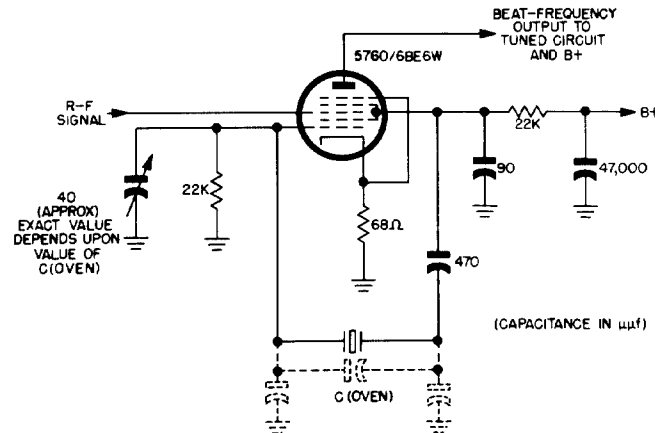 BEAT-FREQUENCY
OUTPUT TO
TUNED CIRCUIT
AND B+
5760/6BE6W
R-F
SIGNAL
22K
B+
22K
90
47,000
40
(APPROX)
EXACT VALUE
DEPENDS UPON
VALUE OF
C(OVEN)
68Ω
470
(CAPACITANCE IN μμf)
C(OVEN)